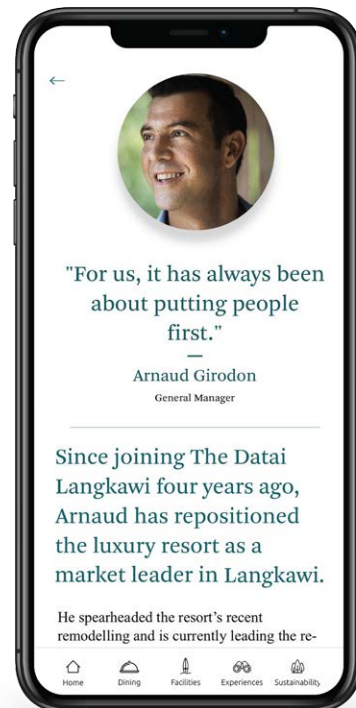 "For us, it has always been
about putting people
first."
Arnaud Girodon
General Manager
Since joining The Datai
Langkawi four years ago,
Arnaud has repositioned
the luxury resort as a
market leader in Langkawi.
He spearheaded the resort's recent
remodelling and is currently leading the re-
Home Dining Facilities Experiences Sustainability